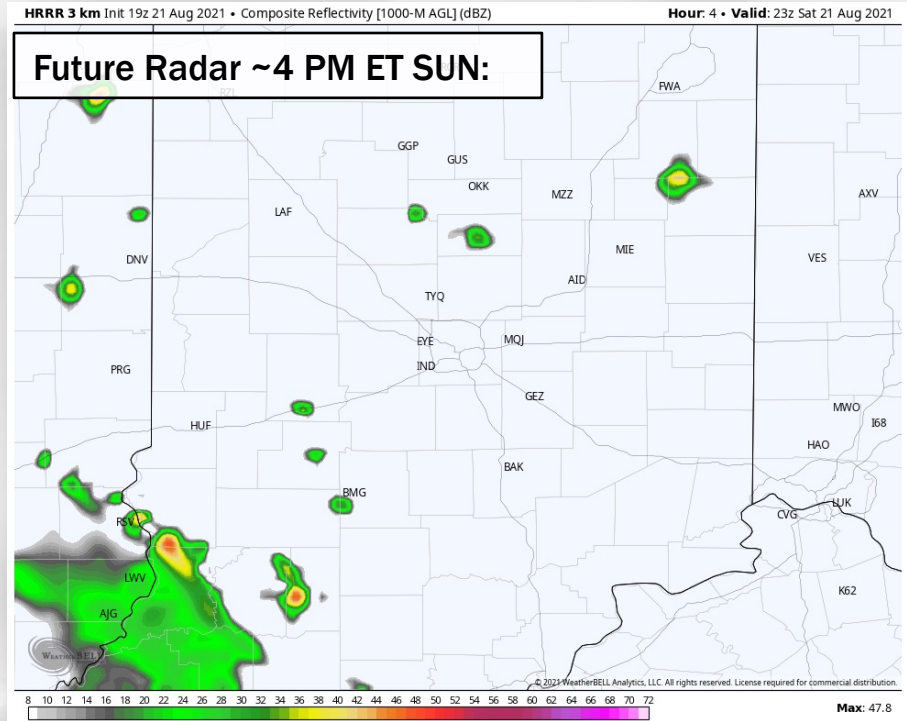 HRRR 3 km Init 19z 21 Aug 2021 • Composite Reflectivity [1000-M AGL] (dBZ) Hour: 4 • Valid: 23z Sat 21 Aug 2021
Future Radar ~4 PM ET SUN:
RZL
FWA
GGP
GUS
OKK
MZZ
AXV
LAF
MIE
DNV
VES
AID
TYQ
EYE
MQJ
IND
PRG
GEZ
MWO
HUF
I68
HAO
BAK
BMG
LUK
RSV
CVG
LWV
K62
AJG
WEATHERBELL
© 2021 WeatherBELL Analytics, LLC. All rights reserved. License required for commercial distribution.
8 10 12 14 16 18 20 22 24 26 28 30 32 34 36 38 40 42 44 46 48 50 52 54 56 58 60 62 64 66 68 70 72 Max: 47.8